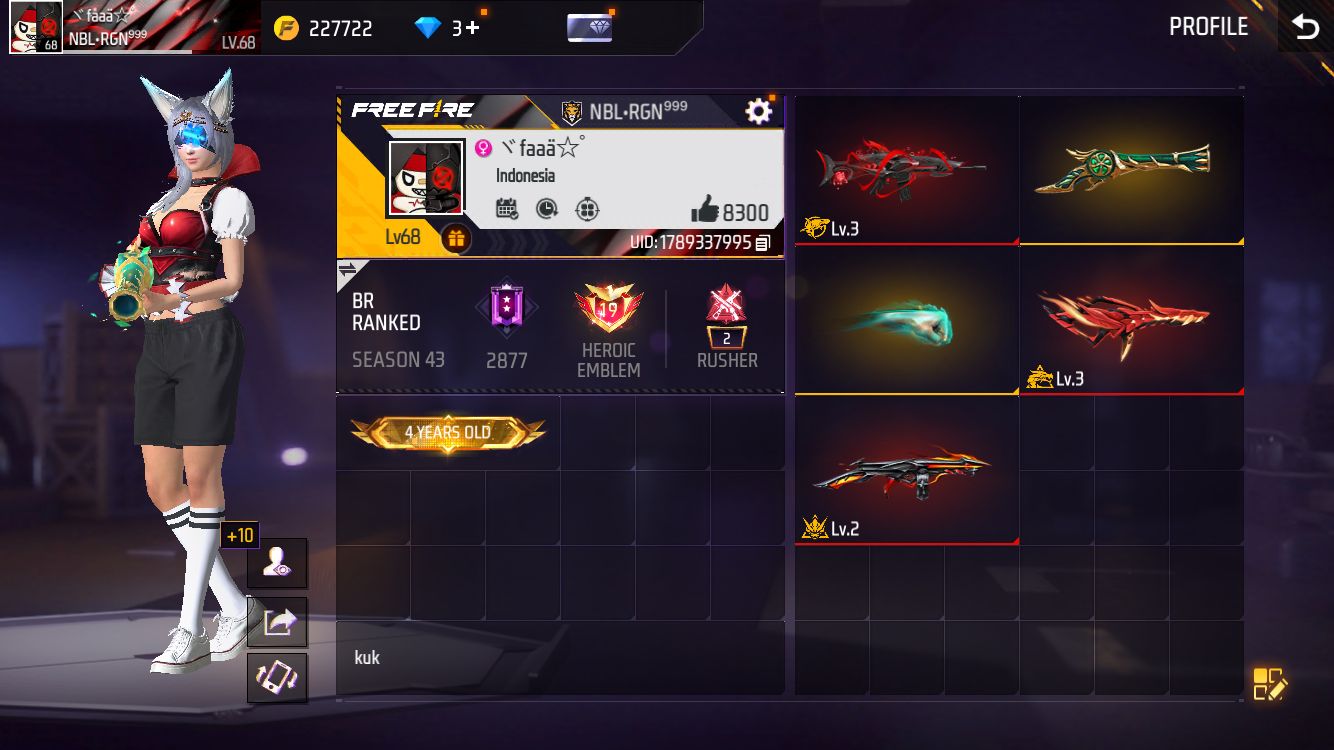 ヾfaaä☆°
NBL•RGN⁹⁹⁹
68
LV.68
227722
3+
PROFILE
FREE FIRE
NBL•RGN⁹⁹⁹
ヾfaaä☆°
Indonesia
8300
Lv68
UID:1789337995
BR
RANKED
SEASON 43
2877
19
HEROIC
EMBLEM
2
RUSHER
4 YEARS OLD
+10
kuk
Lv.3
Lv.3
Lv.2